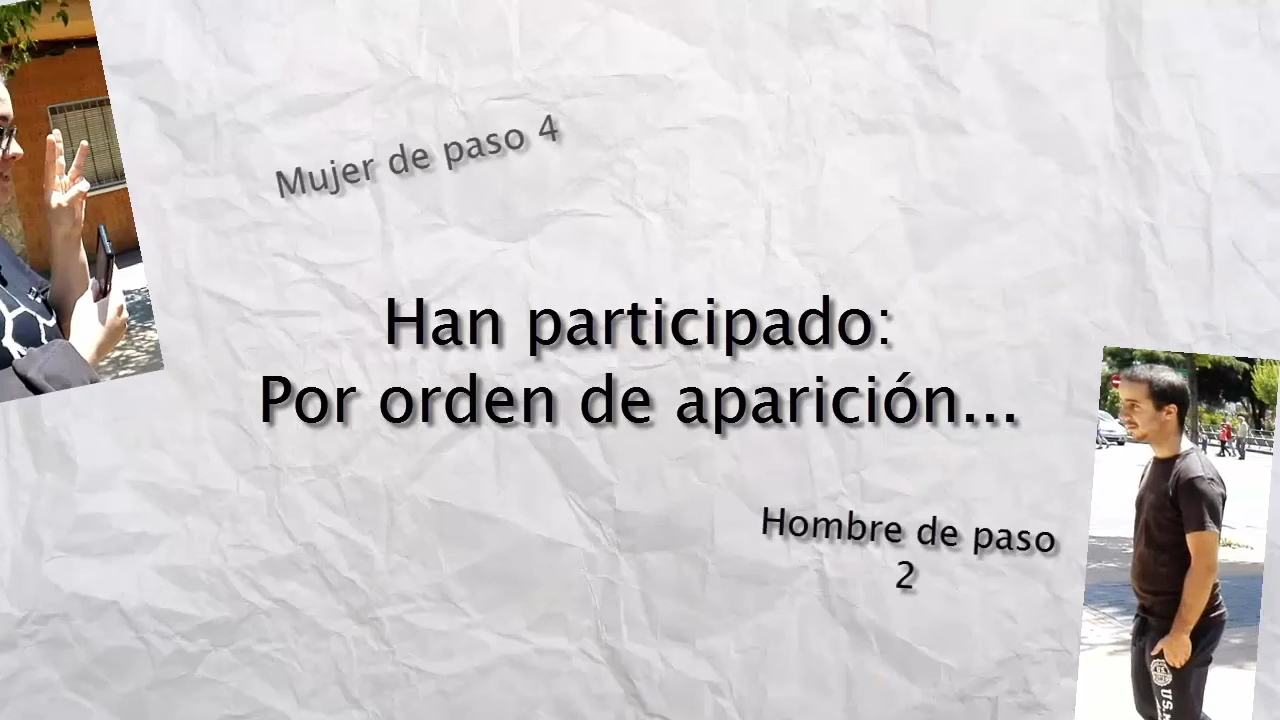 Mujer de paso 4
Han participado:
Por orden de aparición...
Hombre de paso
2